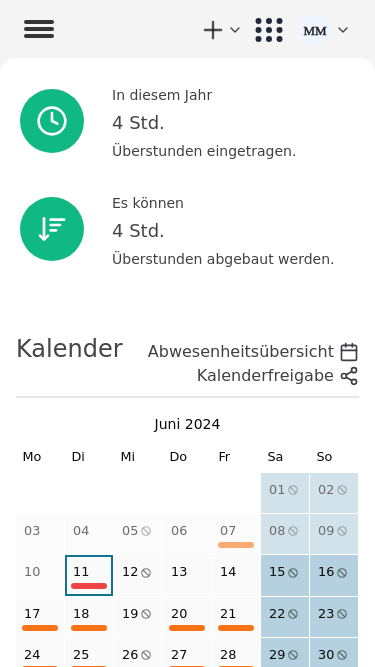 MM
In diesem Jahr
4 Std.
Überstunden eingetragen.
Es können
4 Std.
Überstunden abgebaut werden.
Kalender
Abwesenheitsübersicht
Kalenderfreigabe
Juni 2024
Mo Di Mi Do Fr Sa So
01 02
03 04 05 06 07 08 09
10 11 12 13 14 15 16
17 18 19 20 21 22 23
24 25 26 27 28 29 30